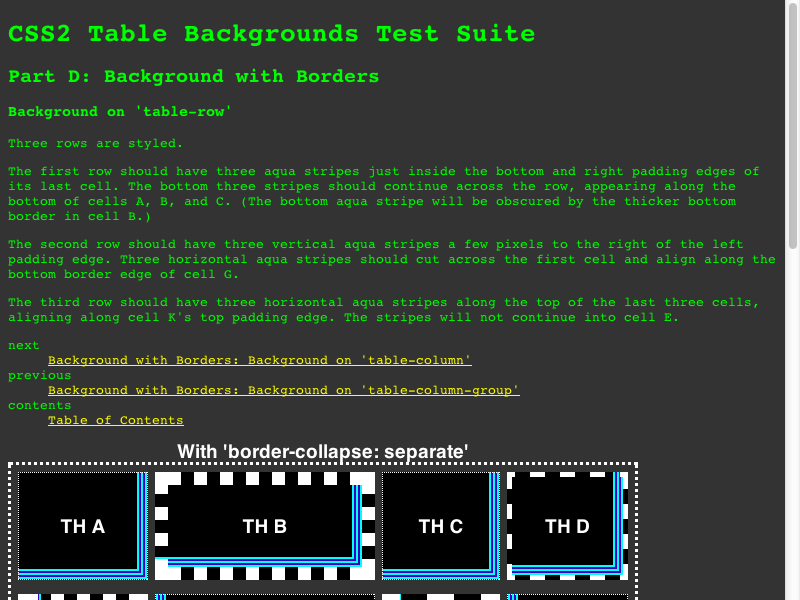 CSS2 Table Backgrounds Test Suite
Part D: Background with Borders
Background on 'table-row'
Three rows are styled.
The first row should have three aqua stripes just inside the bottom and right padding edges of
its last cell. The bottom three stripes should continue across the row, appearing along the
bottom of cells A, B, and C. (The bottom aqua stripe will be obscured by the thicker bottom
border in cell B.)
The second row should have three vertical aqua stripes a few pixels to the right of the left
padding edge. Three horizontal aqua stripes should cut across the first cell and align along the
bottom border edge of cell G.
The third row should have three horizontal aqua stripes along the top of the last three cells,
aligning along cell K's top padding edge. The stripes will not continue into cell E.
next
Background with Borders: Background on 'table-column'
previous
Background with Borders: Background on 'table-column-group'
contents
Table of Contents
With 'border-collapse: separate'
TH A TH B TH C TH D